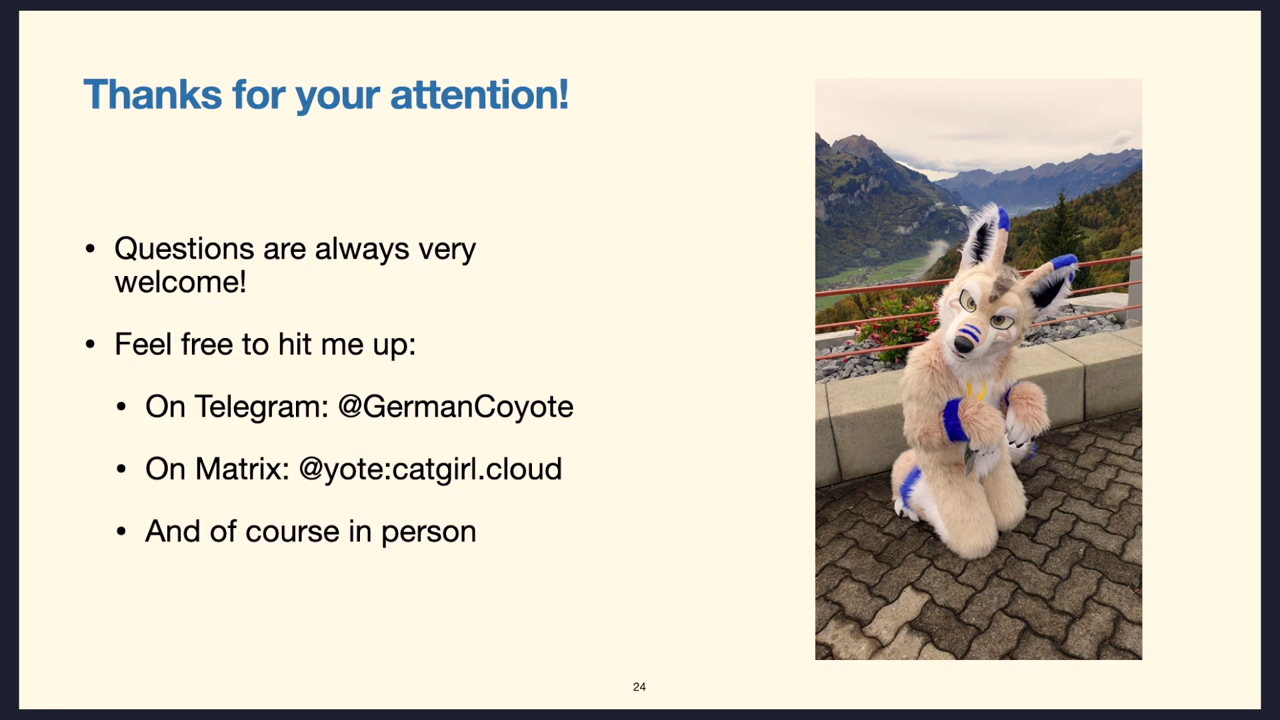 Thanks for your attention!
• Questions are always very
welcome!
• Feel free to hit me up:
• On Telegram: @GermanCoyote
• On Matrix: @yote:catgirl.cloud
• And of course in person
24